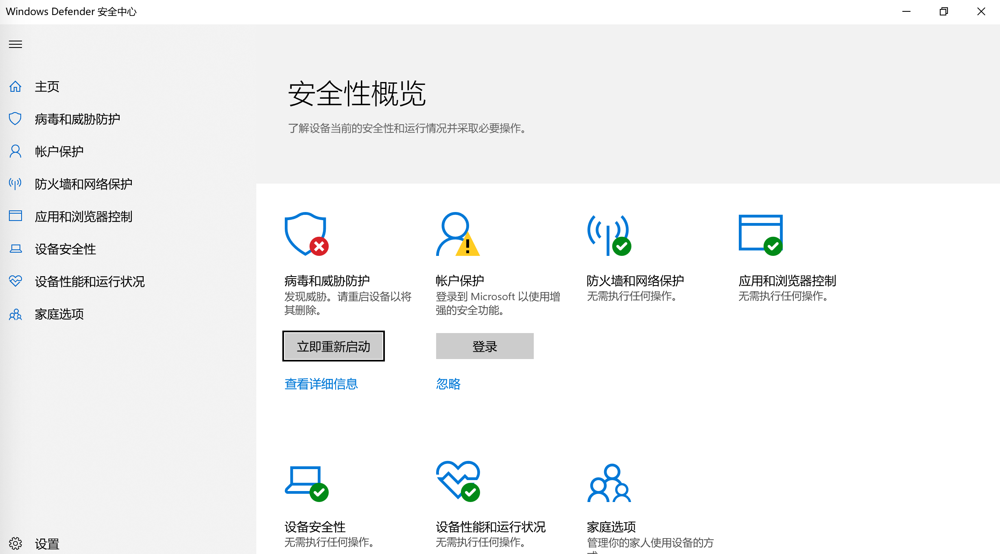 Windows Defender 安全中心
主页
病毒和威胁防护
帐户保护
防火墙和网络保护
应用和浏览器控制
设备安全性
设备性能和运行状况
家庭选项
设置
安全性概览
了解设备当前的安全性和运行情况并采取必要操作。
病毒和威胁防护
发现威胁。请重启设备以将
其删除。
立即重新启动
查看详细信息
帐户保护
登录到 Microsoft 以使用增
强的安全功能。
登录
忽略
防火墙和网络保护
无需执行任何操作。
应用和浏览器控制
无需执行任何操作。
设备安全性
无需执行任何操作。
设备性能和运行状况
无需执行任何操作。
家庭选项
管理你的家人使用设备的方